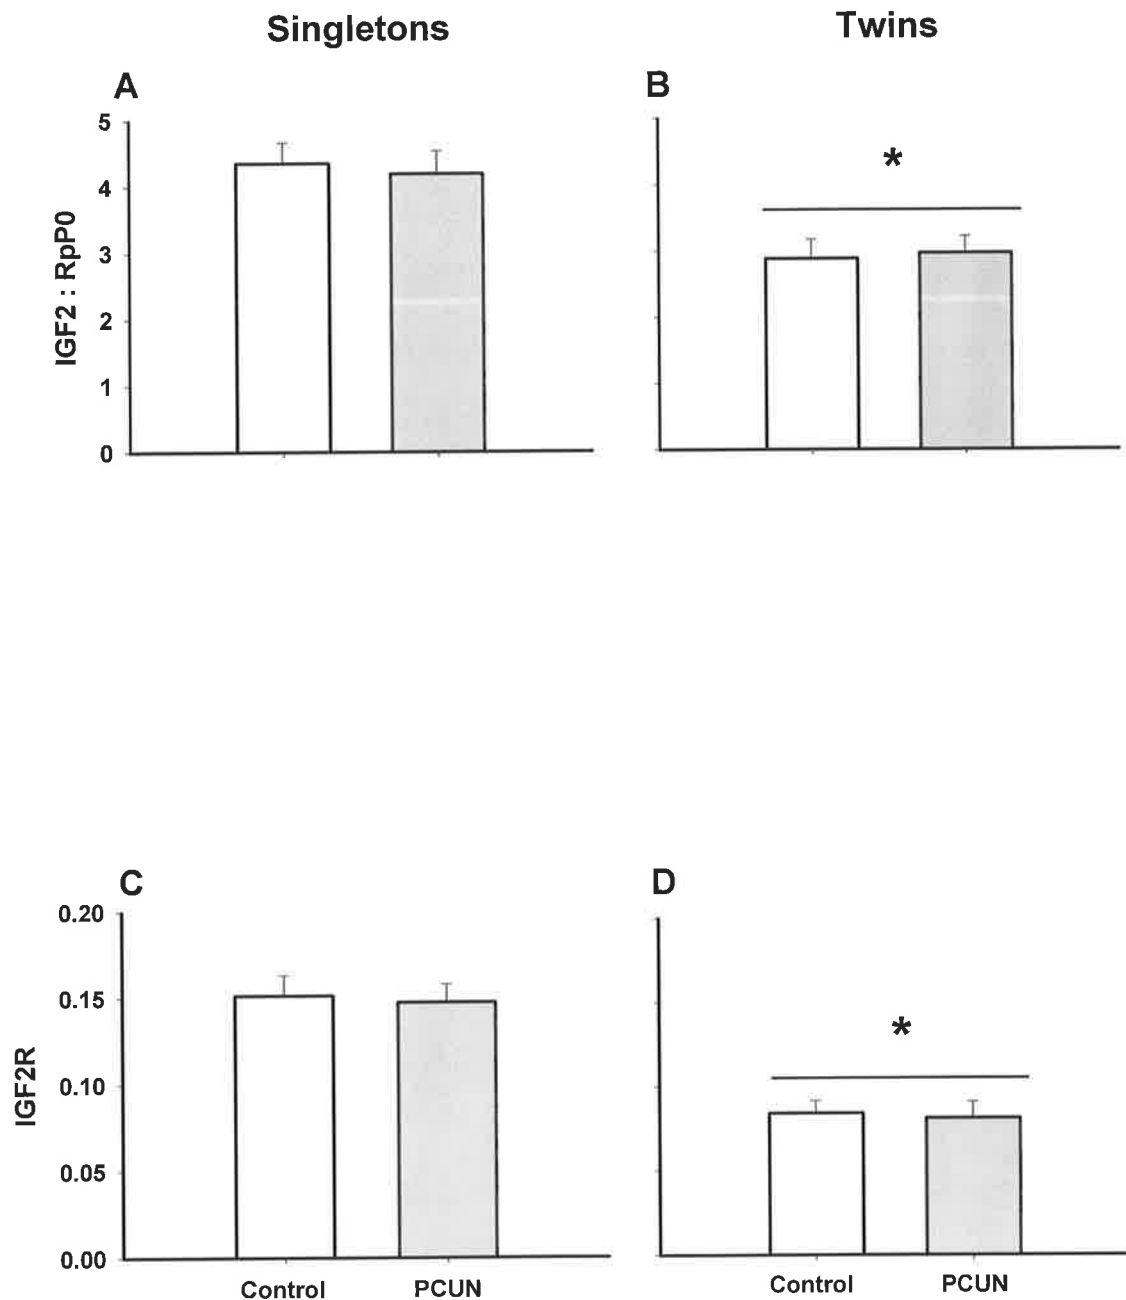 Singletons
Twins
A
B
5
4
3
2
1
0
IGF2 : RpP0
*
C
D
0.20
0.15
0.10
0.05
0.00
IGF2R
*
Control
PCUN
Control
PCUN